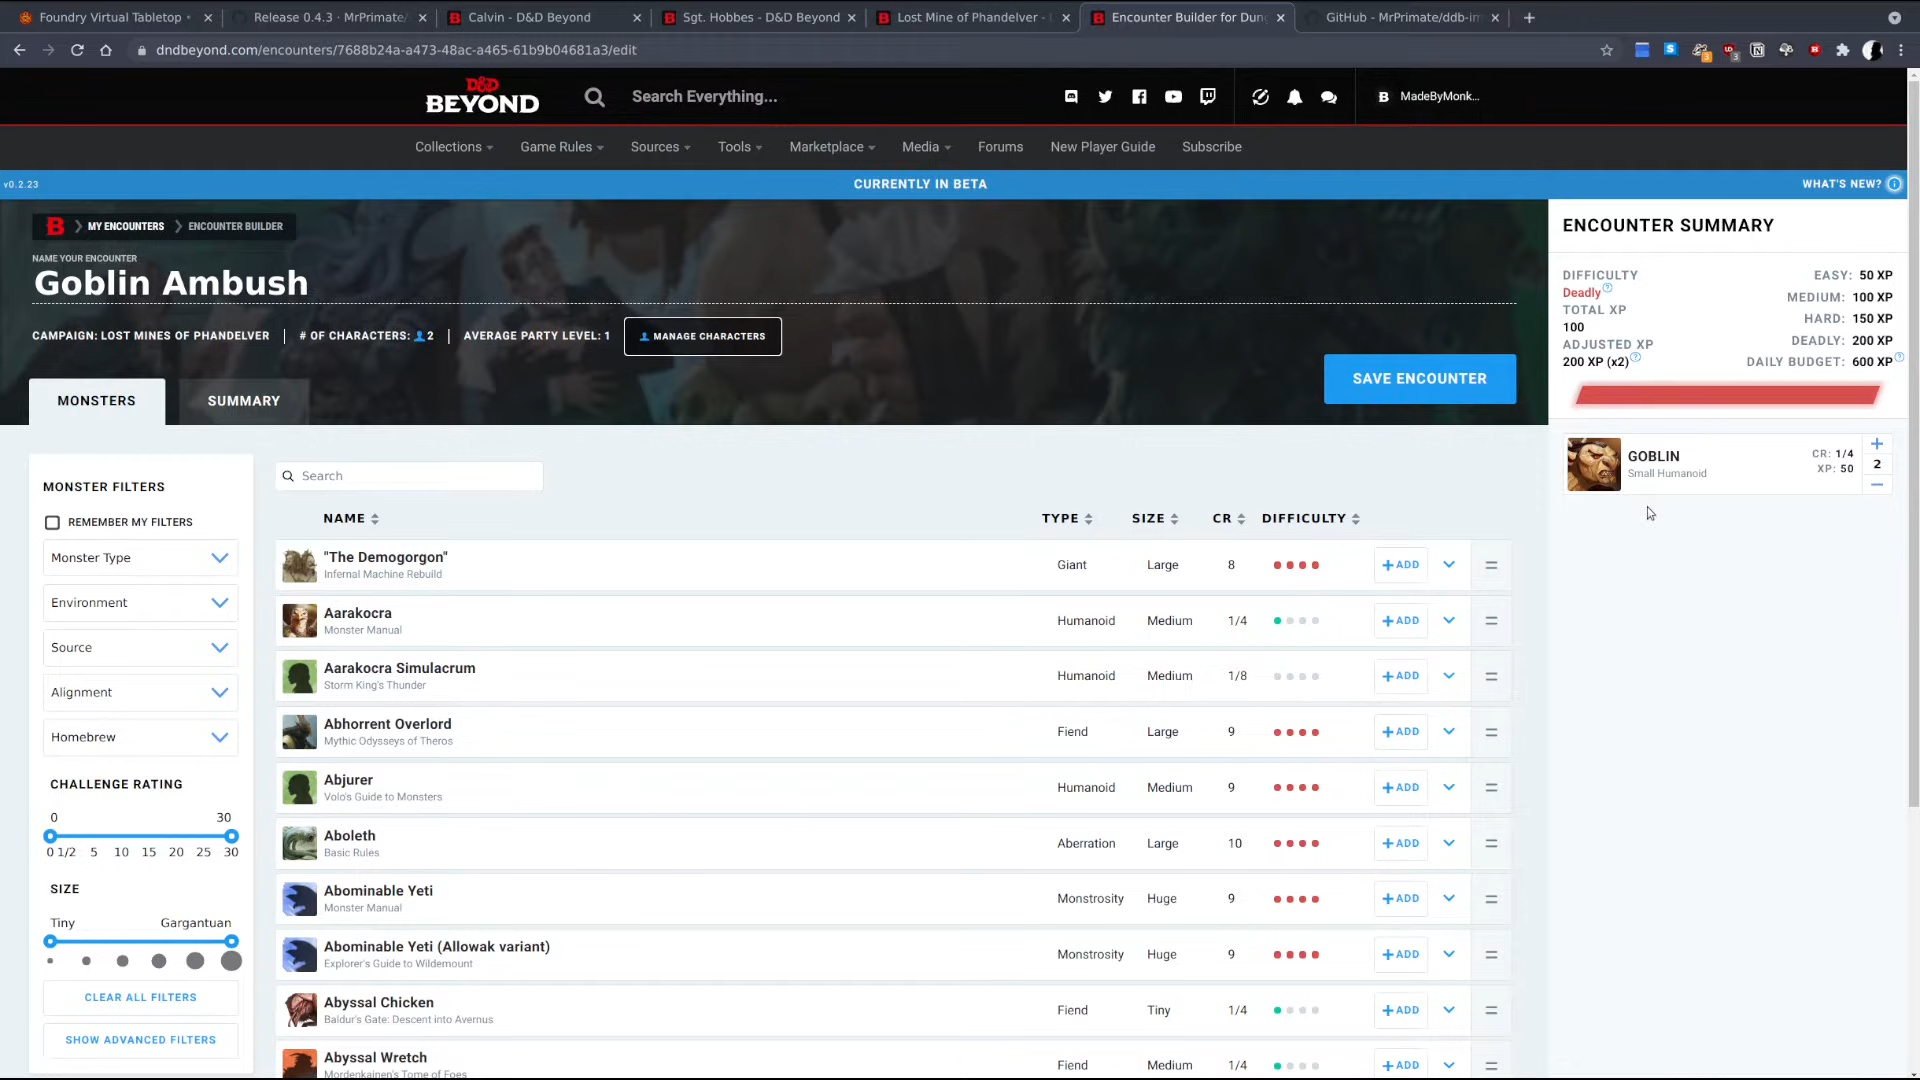 Foundry Virtual Tabletop •
Release 0.4.3 · MrPrimate/
Calvin - D&D Beyond
Sgt. Hobbes - D&D Beyond
Lost Mine of Phandelver -
Encounter Builder for Dung
GitHub - MrPrimate/ddb-im
dndbeyond.com/encounters/7688b24a-a473-48ac-a465-61b9b04681a3/edit
D&D
BEYOND
Search Everything...
MadeByMonk...
Collections
Game Rules
Sources
Tools
Marketplace
Media
Forums
New Player Guide
Subscribe
v0.2.23
CURRENTLY IN BETA
WHAT'S NEW?
MY ENCOUNTERS
ENCOUNTER BUILDER
NAME YOUR ENCOUNTER
Goblin Ambush
CAMPAIGN: LOST MINES OF PHANDELVER
# OF CHARACTERS: 2
AVERAGE PARTY LEVEL: 1
MANAGE CHARACTERS
SAVE ENCOUNTER
MONSTERS
SUMMARY
ENCOUNTER SUMMARY
DIFFICULTY
Deadly
TOTAL XP
100
ADJUSTED XP
200 XP (x2)
EASY: 50 XP
MEDIUM: 100 XP
HARD: 150 XP
DEADLY: 200 XP
DAILY BUDGET: 600 XP
GOBLIN
Small Humanoid
CR: 1/4
XP: 50
2
MONSTER FILTERS
REMEMBER MY FILTERS
Monster Type
Environment
Source
Alignment
Homebrew
CHALLENGE RATING
0 30
0 1/2 5 10 15 20 25 30
SIZE
Tiny Gargantuan
CLEAR ALL FILTERS
SHOW ADVANCED FILTERS
Search
NAME TYPE SIZE CR DIFFICULTY
"The Demogorgon" Giant Large 8 ADD
Infernal Machine Rebuild
Aarakocra Humanoid Medium 1/4 ADD
Monster Manual
Aarakocra Simulacrum Humanoid Medium 1/8 ADD
Storm King's Thunder
Abhorrent Overlord Fiend Large 9 ADD
Mythic Odysseys of Theros
Abjurer Humanoid Medium 9 ADD
Volo's Guide to Monsters
Aboleth Aberration Large 10 ADD
Basic Rules
Abominable Yeti Monstrosity Huge 9 ADD
Monster Manual
Abominable Yeti (Allowak variant) Monstrosity Huge 9 ADD
Explorer's Guide to Wildemount
Abyssal Chicken Fiend Tiny 1/4 ADD
Baldur's Gate: Descent into Avernus
Abyssal Wretch Fiend Medium 1/4 ADD
Mordenkainen's Tome of Foes